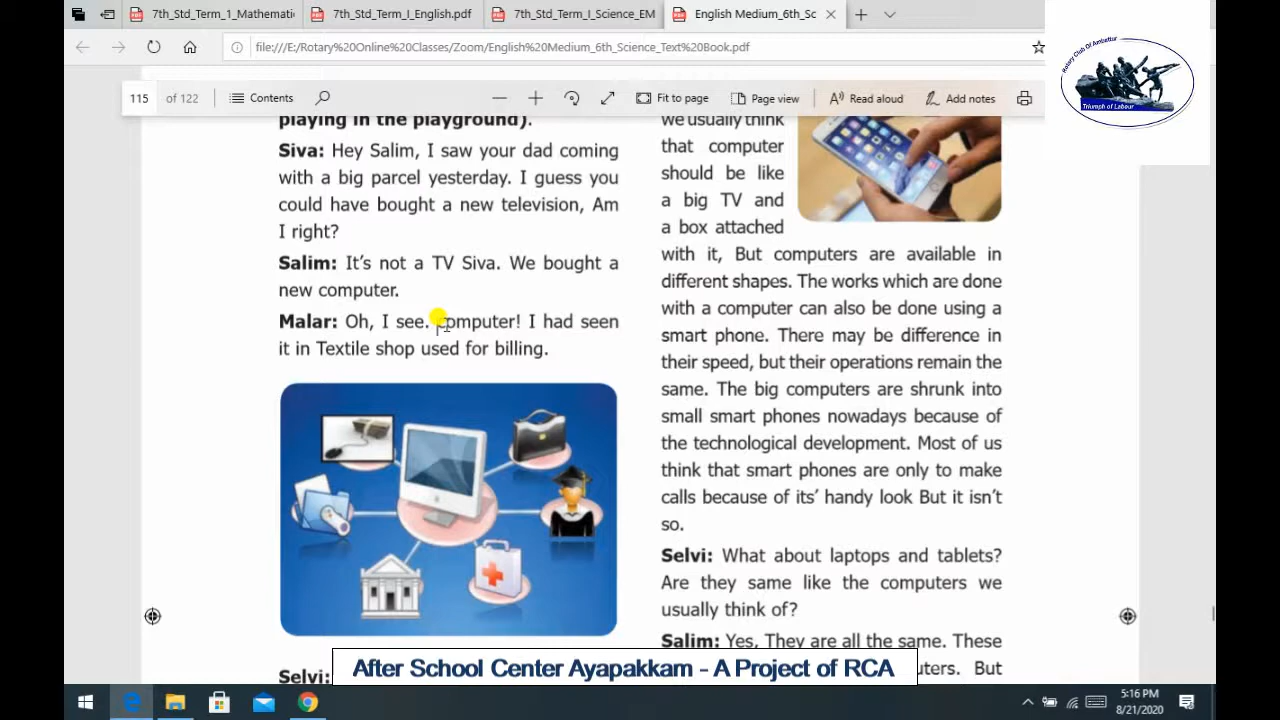 7th_Std_Term_1_Mathemati
7th_Std_Term_I_English.pdf
7th_Std_Term_I_Science_EM
English Medium_6th_Sc
file:///E:/Rotary%20Online%20Classes/Zoom/English%20Medium_6th_Science_Text%20Book.pdf
Rotary Club Of Ambattur
Triumph of Labour
115 of 122
Contents
Fit to page
Page view
Read aloud
Add notes
playing in the playground).
Siva: Hey Salim, I saw your dad coming
with a big parcel yesterday. I guess you
could have bought a new television, Am
I right?
Salim: It's not a TV Siva. We bought a
new computer.
Malar: Oh, I see. computer! I had seen
it in Textile shop used for billing.
Selvi:
we usually think
that computer
should be like
a big TV and
a box attached
with it, But computers are available in
different shapes. The works which are done
with a computer can also be done using a
smart phone. There may be difference in
their speed, but their operations remain the
same. The big computers are shrunk into
small smart phones nowadays because of
the technological development. Most of us
think that smart phones are only to make
calls because of its' handy look But it isn't
so.
Selvi: What about laptops and tablets?
Are they same like the computers we
usually think of?
Salim: Yes, They are all the same. These
uters. But
After School Center Ayapakkam - A Project of RCA
5:16 PM
8/21/2020